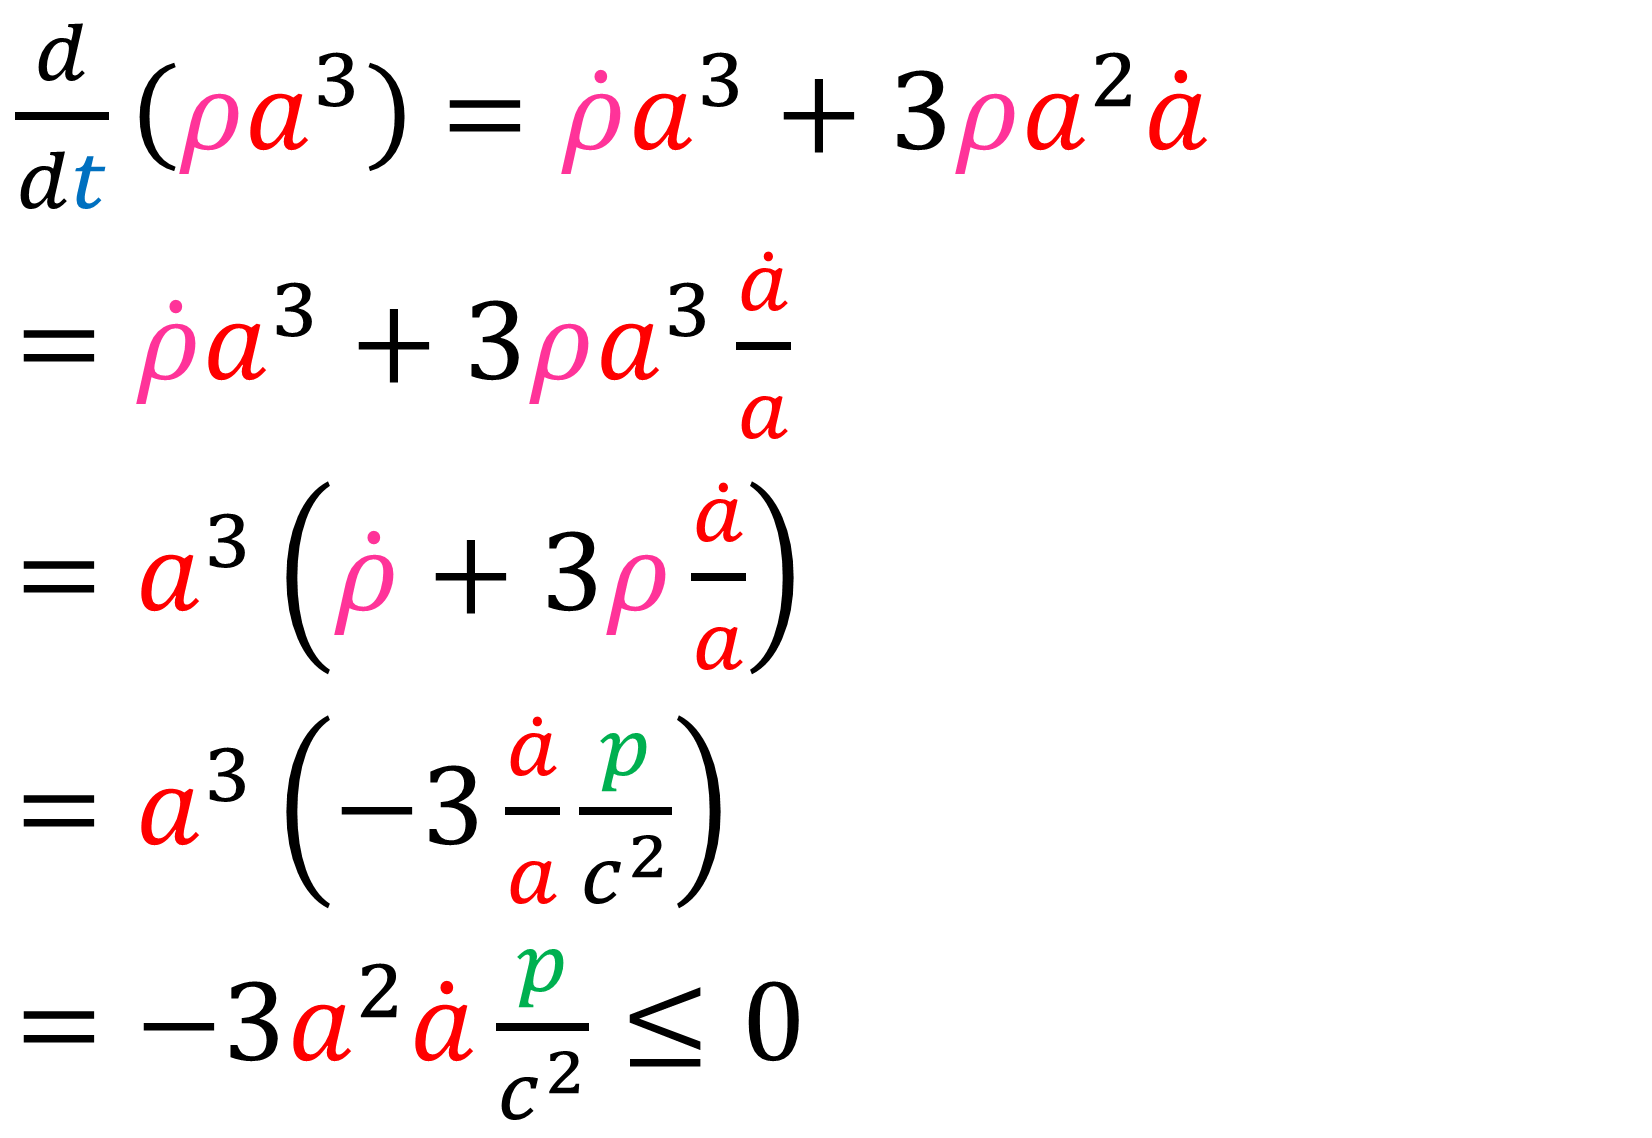 d/dt (ρa³) = ρ̇a³ + 3ρa²ȧ
= ρ̇a³ + 3ρa³ ȧ/a
= a³ (ρ̇ + 3ρ ȧ/a)
= a³ (−3 ȧ/a p/c²)
= −3a²ȧ p/c² ≤ 0